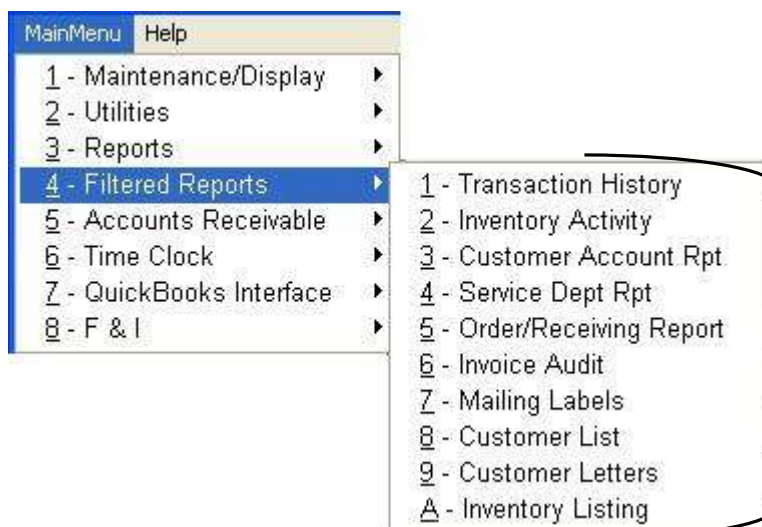 MainMenu Help
1 - Maintenance/Display
2 - Utilities
3 - Reports
4 - Filtered Reports
5 - Accounts Receivable
6 - Time Clock
7 - QuickBooks Interface
8 - F & I
1 - Transaction History
2 - Inventory Activity
3 - Customer Account Rpt
4 - Service Dept Rpt
5 - Order/Receiving Report
6 - Invoice Audit
7 - Mailing Labels
8 - Customer List
9 - Customer Letters
A - Inventory Listing